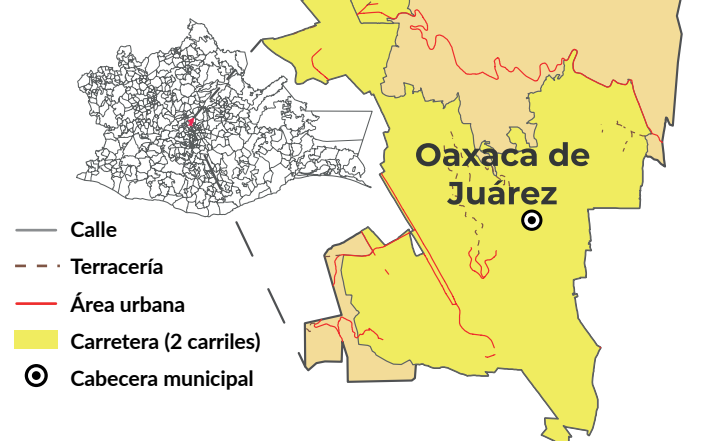 Oaxaca de
Juárez
Calle
Terracería
Área urbana
Carretera (2 carriles)
Cabecera municipal